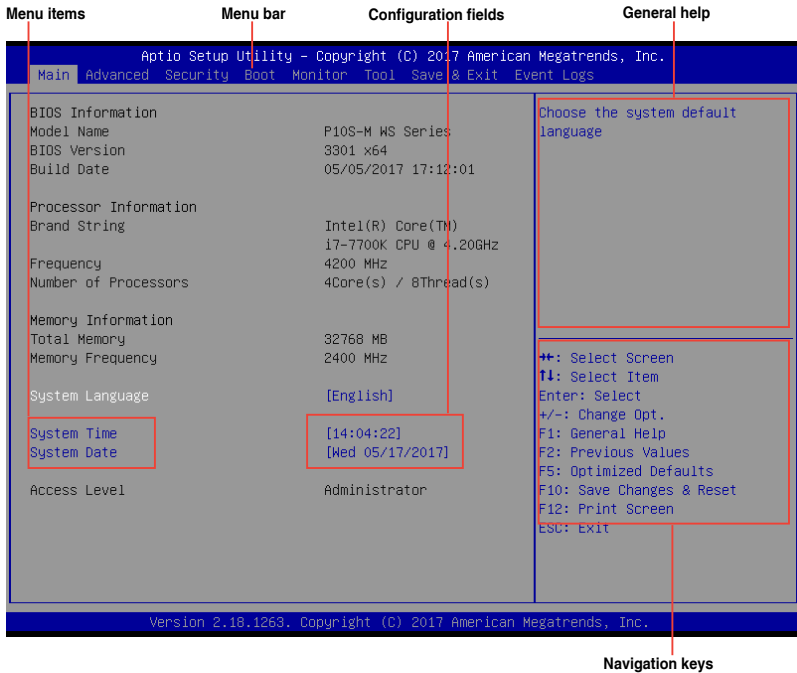 Menu items Menu bar Configuration fields General help
Aptio Setup Utility – Copyright (C) 2017 American Megatrends, Inc.
Main Advanced Security Boot Monitor Tool Save & Exit Event Logs
BIOS Information
Model Name P10S-M WS Series
BIOS Version 3301 x64
Build Date 05/05/2017 17:12:01
Processor Information
Brand String Intel(R) Core(TM)
i7-7700K CPU @ 4.20GHz
Frequency 4200 MHz
Number of Processors 4Core(s) / 8Thread(s)
Memory Information
Total Memory 32768 MB
Memory Frequency 2400 MHz
System Language [English]
System Time [14:04:22]
System Date [Wed 05/17/2017]
Access Level Administrator
Choose the system default
language
→←: Select Screen
↑↓: Select Item
Enter: Select
+/-: Change Opt.
F1: General Help
F2: Previous Values
F5: Optimized Defaults
F10: Save Changes & Reset
F12: Print Screen
ESC: Exit
Version 2.18.1263. Copyright (C) 2017 American Megatrends, Inc.
Navigation keys